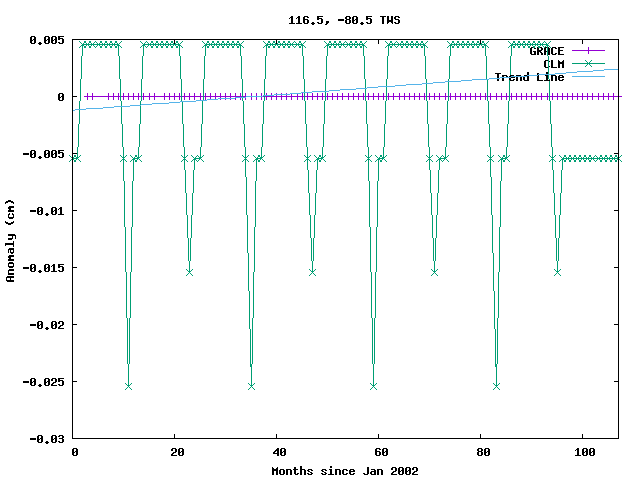 116.5, -80.5 TWS
GRACE
CLM
Trend Line
0.005
0
-0.005
-0.01
-0.015
-0.02
-0.025
-0.03
Anomaly (cm)
0 20 40 60 80 100
Months since Jan 2002